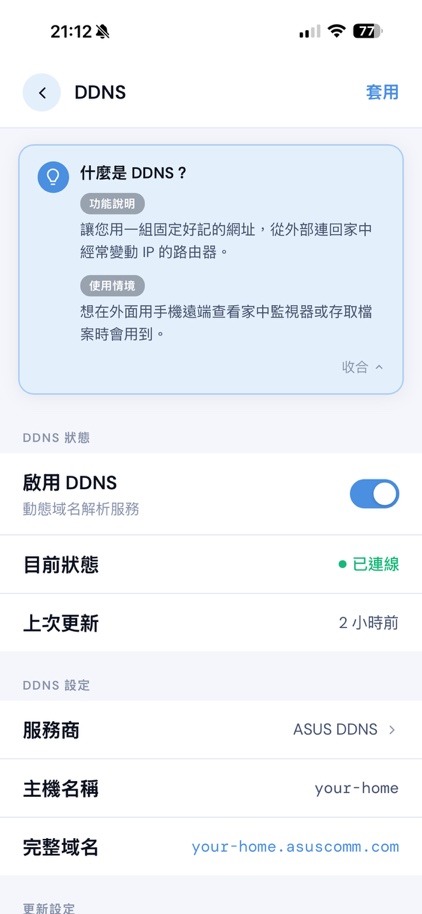 21:12
77
DDNS
套用
什麼是 DDNS？
功能說明
讓您用一組固定好記的網址，從外部連回家中
經常變動 IP 的路由器。
使用情境
想在外面用手機遠端查看家中監視器或存取檔
案時會用到。
收合
DDNS 狀態
啟用 DDNS
動態域名解析服務
目前狀態
已連線
上次更新
2 小時前
DDNS 設定
服務商
ASUS DDNS
主機名稱
your-home
完整域名
your-home.asuscomm.com
更新設定